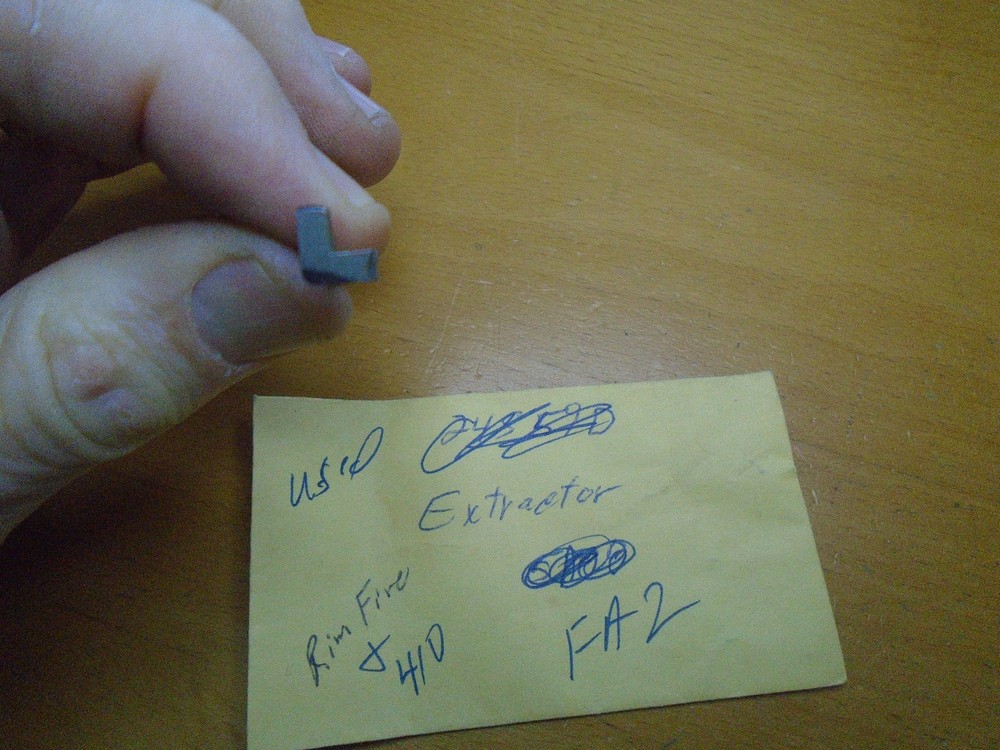 Used
Extractor
Rim Fire
& 410
FA2